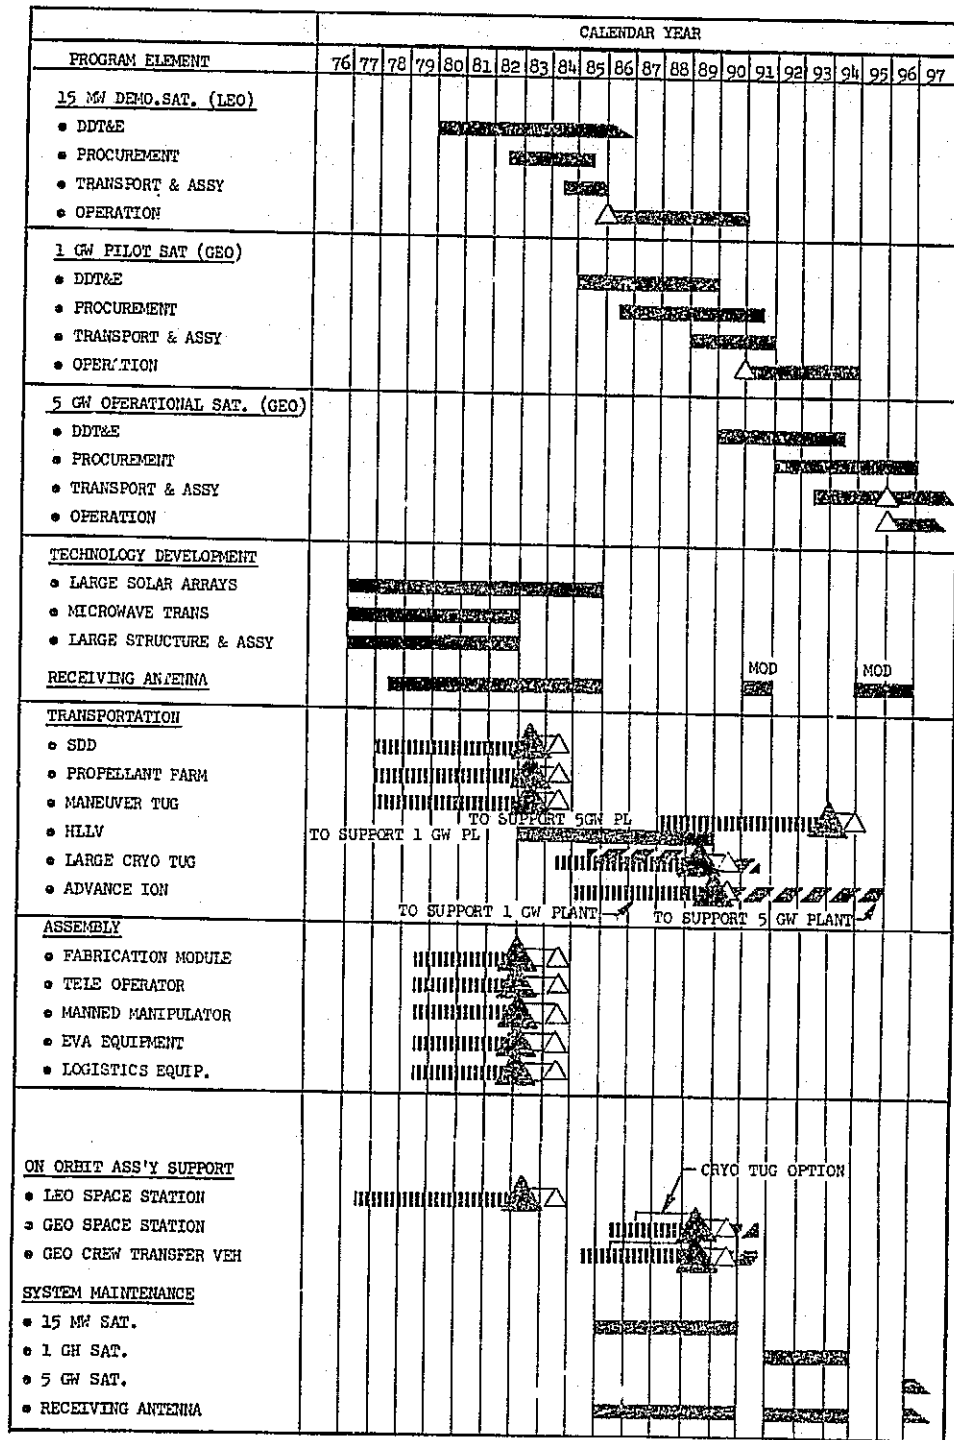 CALENDAR YEAR
PROGRAM ELEMENT 76 77 78 79 80 81 82 83 84 85 86 87 88 89 90 91 92 93 94 95 96 97
15 MW DEMO.SAT. (LEO)
• DDT&E
• PROCUREMENT
• TRANSPORT & ASSY
• OPERATION
1 GW PILOT SAT (GEO)
• DDT&E
• PROCUREMENT
• TRANSPORT & ASSY
• OPERATION
5 GW OPERATIONAL SAT. (GEO)
• DDT&E
• PROCUREMENT
• TRANSPORT & ASSY
• OPERATION
TECHNOLOGY DEVELOPMENT
• LARGE SOLAR ARRAYS
• MICROWAVE TRANS
• LARGE STRUCTURE & ASSY
RECEIVING ANTENNA MOD MOD
TRANSPORTATION
• SDD
• PROPELLANT FARM
• MANEUVER TUG
TO SUPPORT 5GW PL
• HLLV TO SUPPORT 1 GW PL
• LARGE CRYO TUG
• ADVANCE ION
TO SUPPORT 1 GW PLANT TO SUPPORT 5 GW PLANT
ASSEMBLY
• FABRICATION MODULE
• TELE OPERATOR
• MANNED MANIPULATOR
• EVA EQUIPMENT
• LOGISTICS EQUIP.
ON ORBIT ASS'Y SUPPORT CRYO TUG OPTION
• LEO SPACE STATION
• GEO SPACE STATION
• GEO CREW TRANSFER VEH
SYSTEM MAINTENANCE
• 15 MW SAT.
• 1 GH SAT.
• 5 GW SAT.
• RECEIVING ANTENNA